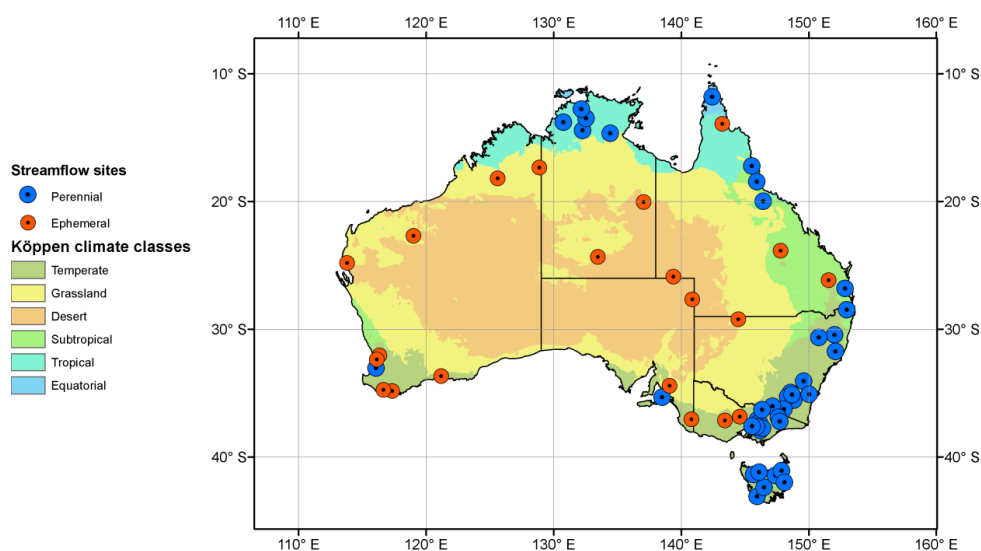 110° E 120° E 130° E 140° E 150° E 160° E
10° S 10° S
Streamflow sites
Perennial
20° S 20° S
Ephemeral
Köppen climate classes
Temperate
Grassland
Desert
30° S 30° S
Subtropical
Tropical
Equatorial
40° S 40° S
110° E 120° E 130° E 140° E 150° E 160° E